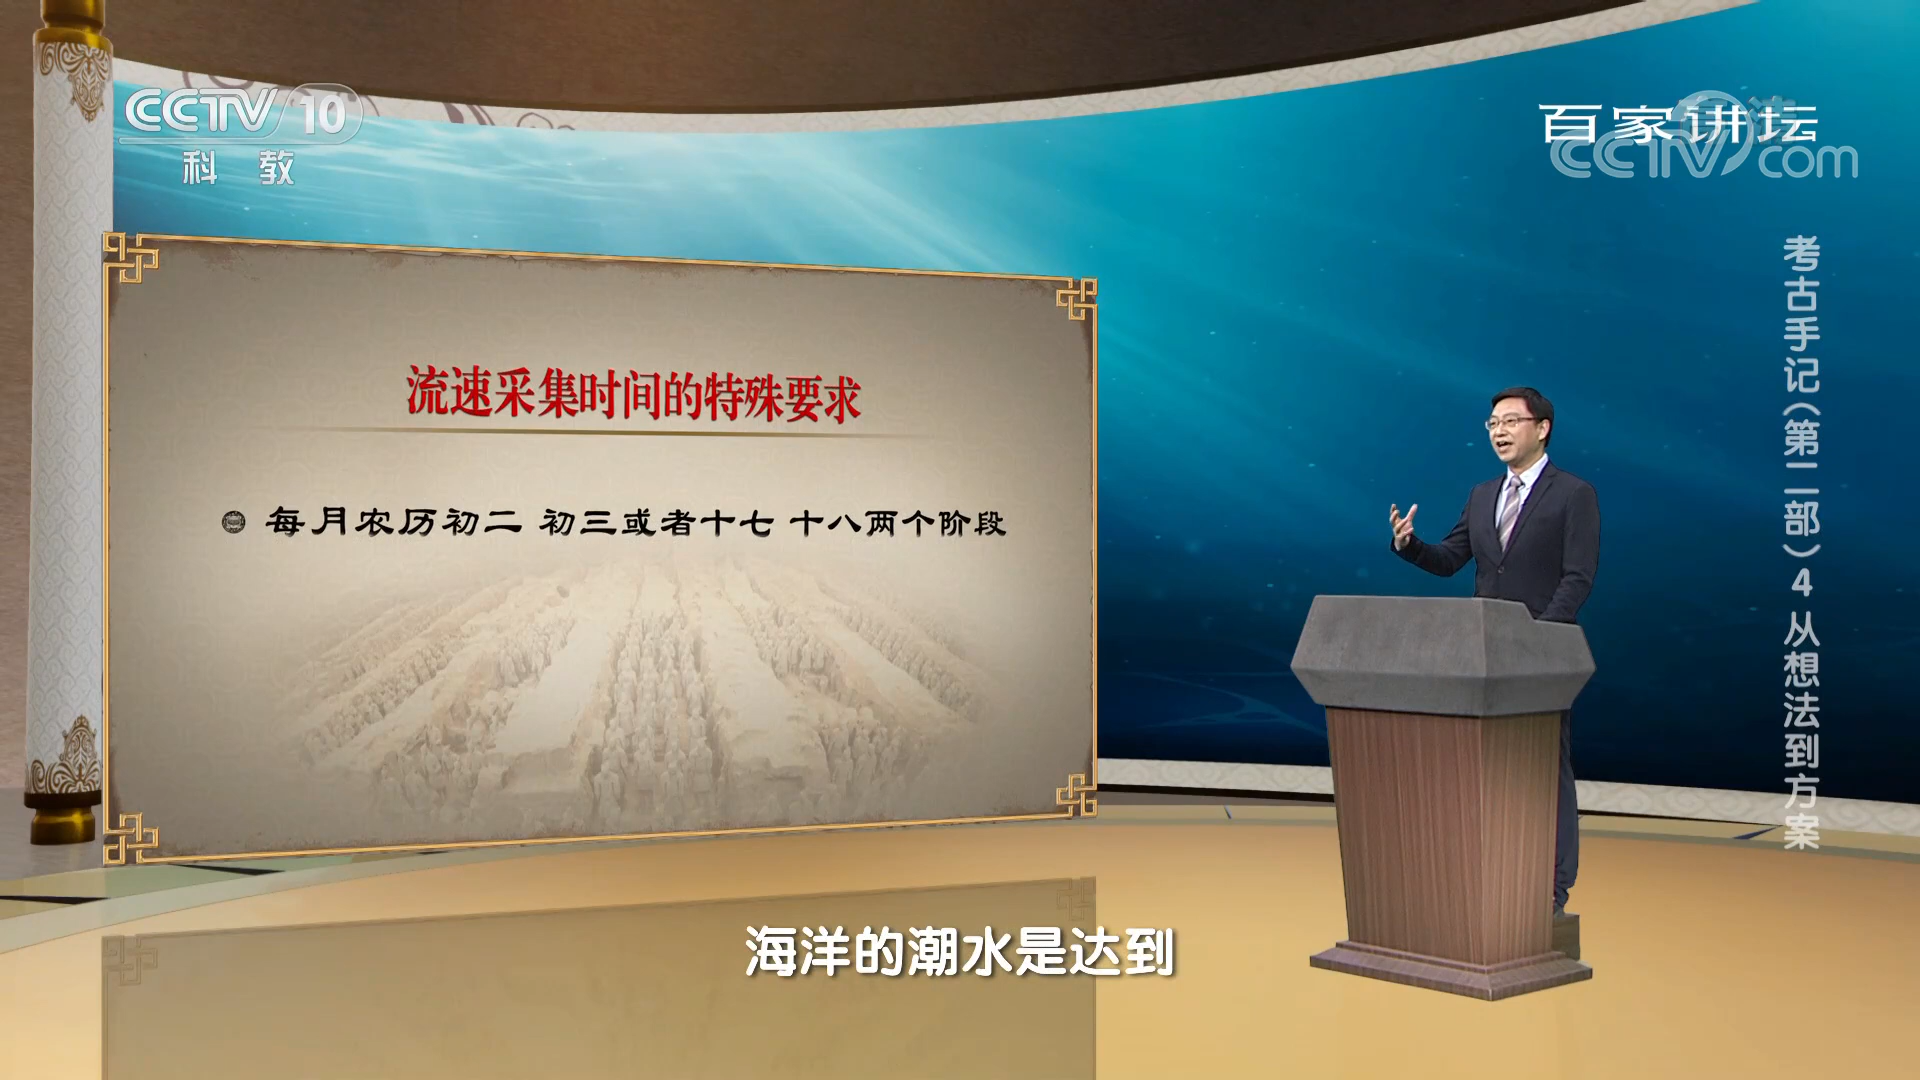 CCTV 10
科 教
百家讲坛
CCTV.com
流速采集时间的特殊要求
每月农历初二 初三或者十七 十八两个阶段
考古手记（第二部）4 从想法到方案
海洋的潮水是达到